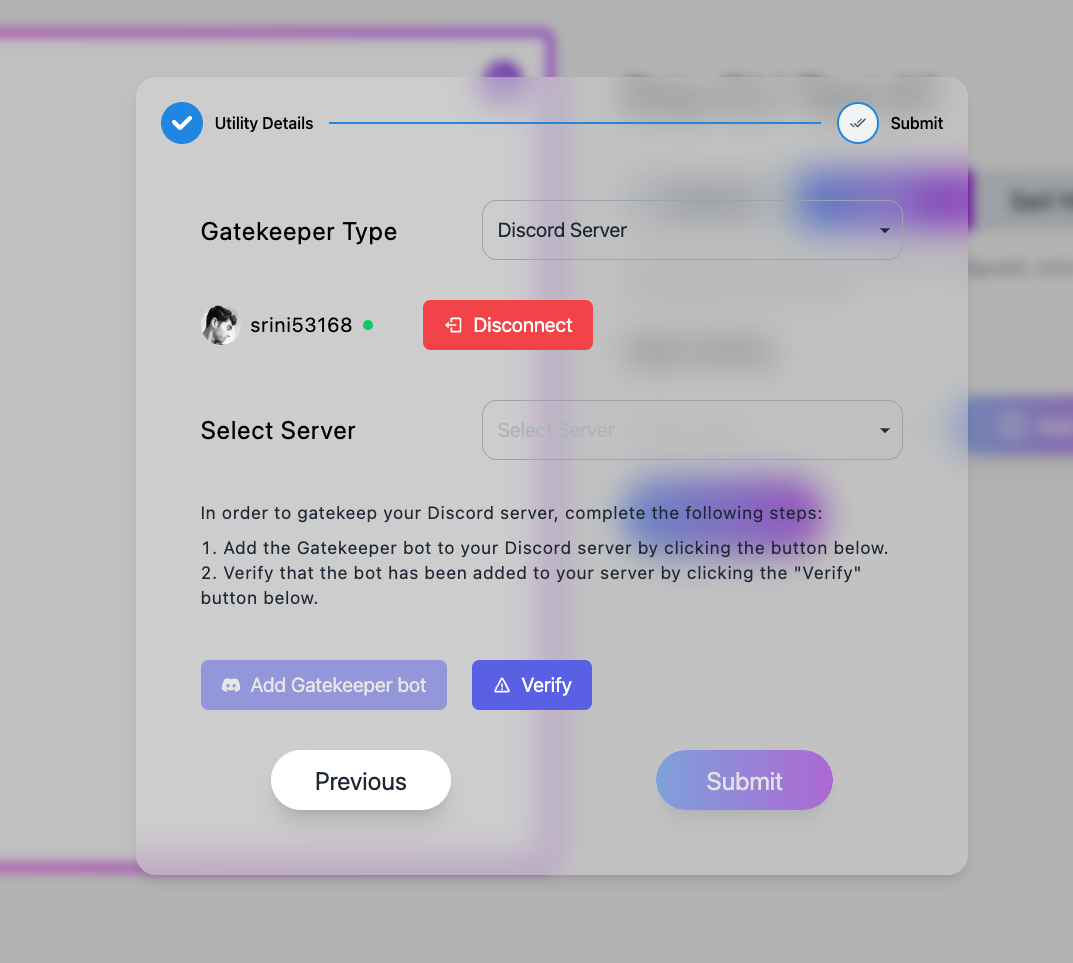 Utility Details
Submit
Gatekeeper Type
Discord Server
srini53168
Disconnect
Select Server
Select Server
In order to gatekeep your Discord server, complete the following steps:
1. Add the Gatekeeper bot to your Discord server by clicking the button below.
2. Verify that the bot has been added to your server by clicking the "Verify"
button below.
Add Gatekeeper bot
Verify
Previous
Submit